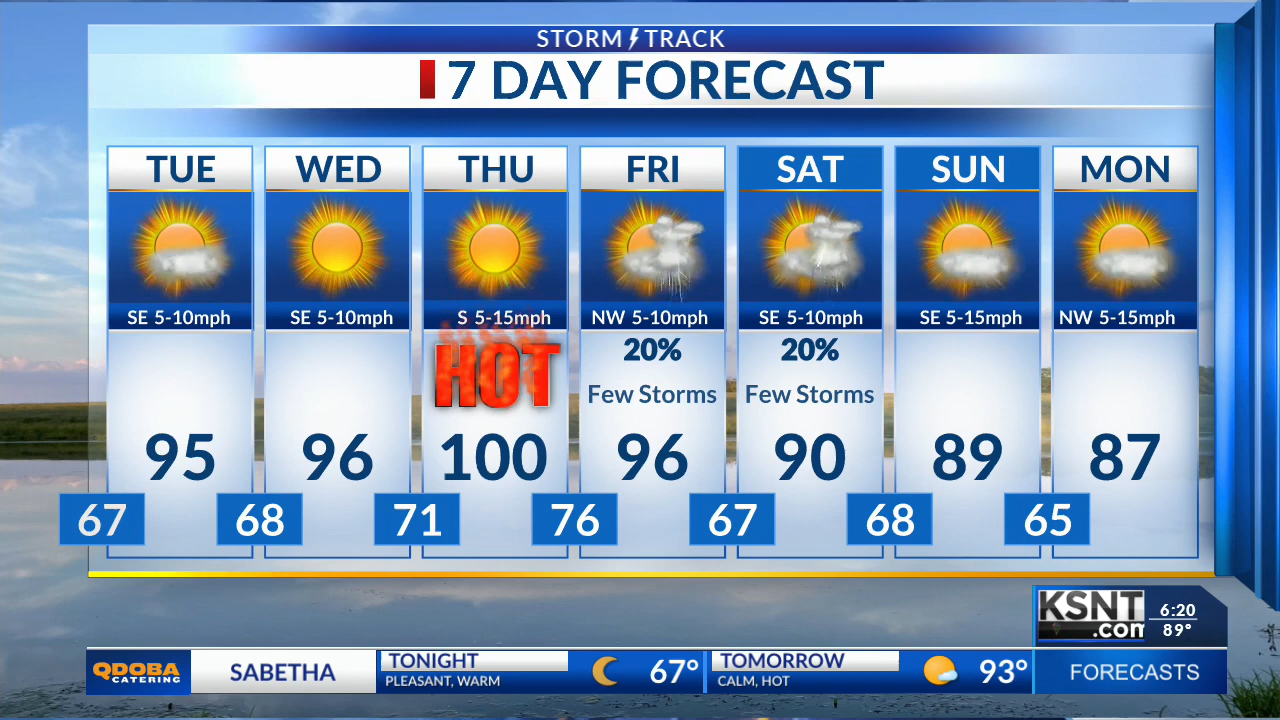 STORM TRACK
7 DAY FORECAST
TUE WED THU FRI SAT SUN MON
SE 5-10mph SE 5-10mph S 5-15mph NW 5-10mph SE 5-10mph SE 5-15mph NW 5-15mph
HOT 20% 20%
Few Storms Few Storms
95 96 100 96 90 89 87
67 68 71 76 67 68 65
KSNT
.com
6:20
89°
QDOBA
CATERING
SABETHA
TONIGHT
PLEASANT, WARM
67°
TOMORROW
CALM, HOT
93°
FORECASTS